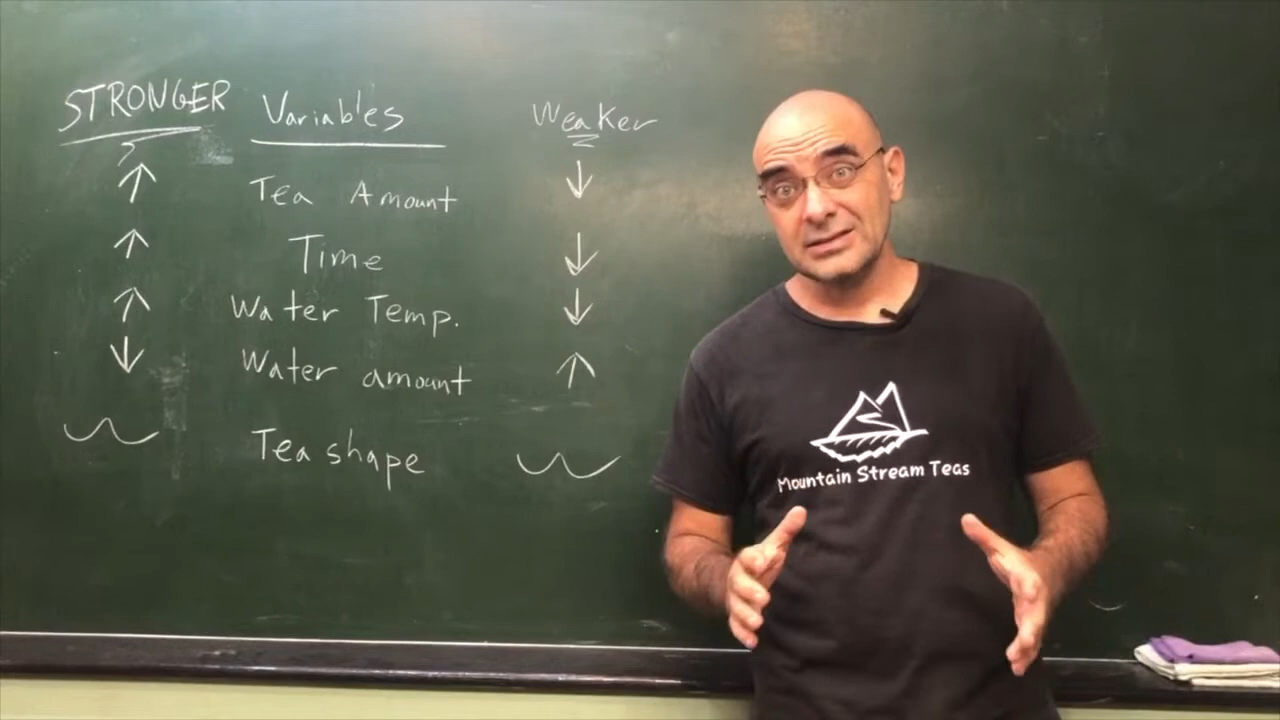 STRONGER Variables Weaker
↑ Tea Amount ↓
↑ Time ↓
↑ Water Temp. ↓
↓ Water amount ↑
Tea shape
Mountain Stream Teas